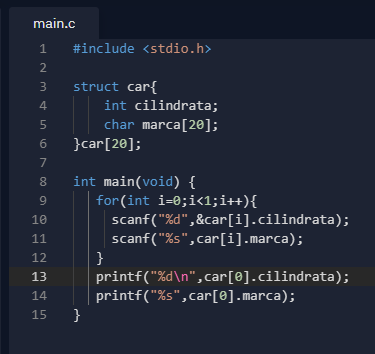 main.c
1 #include <stdio.h>
2
3 struct car{
4 int cilindrata;
5 char marca[20];
6 }car[20];
7
8 int main(void) {
9 for(int i=0;i<1;i++){
10 scanf("%d",&car[i].cilindrata);
11 scanf("%s",car[i].marca);
12 }
13 printf("%d\n",car[0].cilindrata);
14 printf("%s",car[0].marca);
15 }